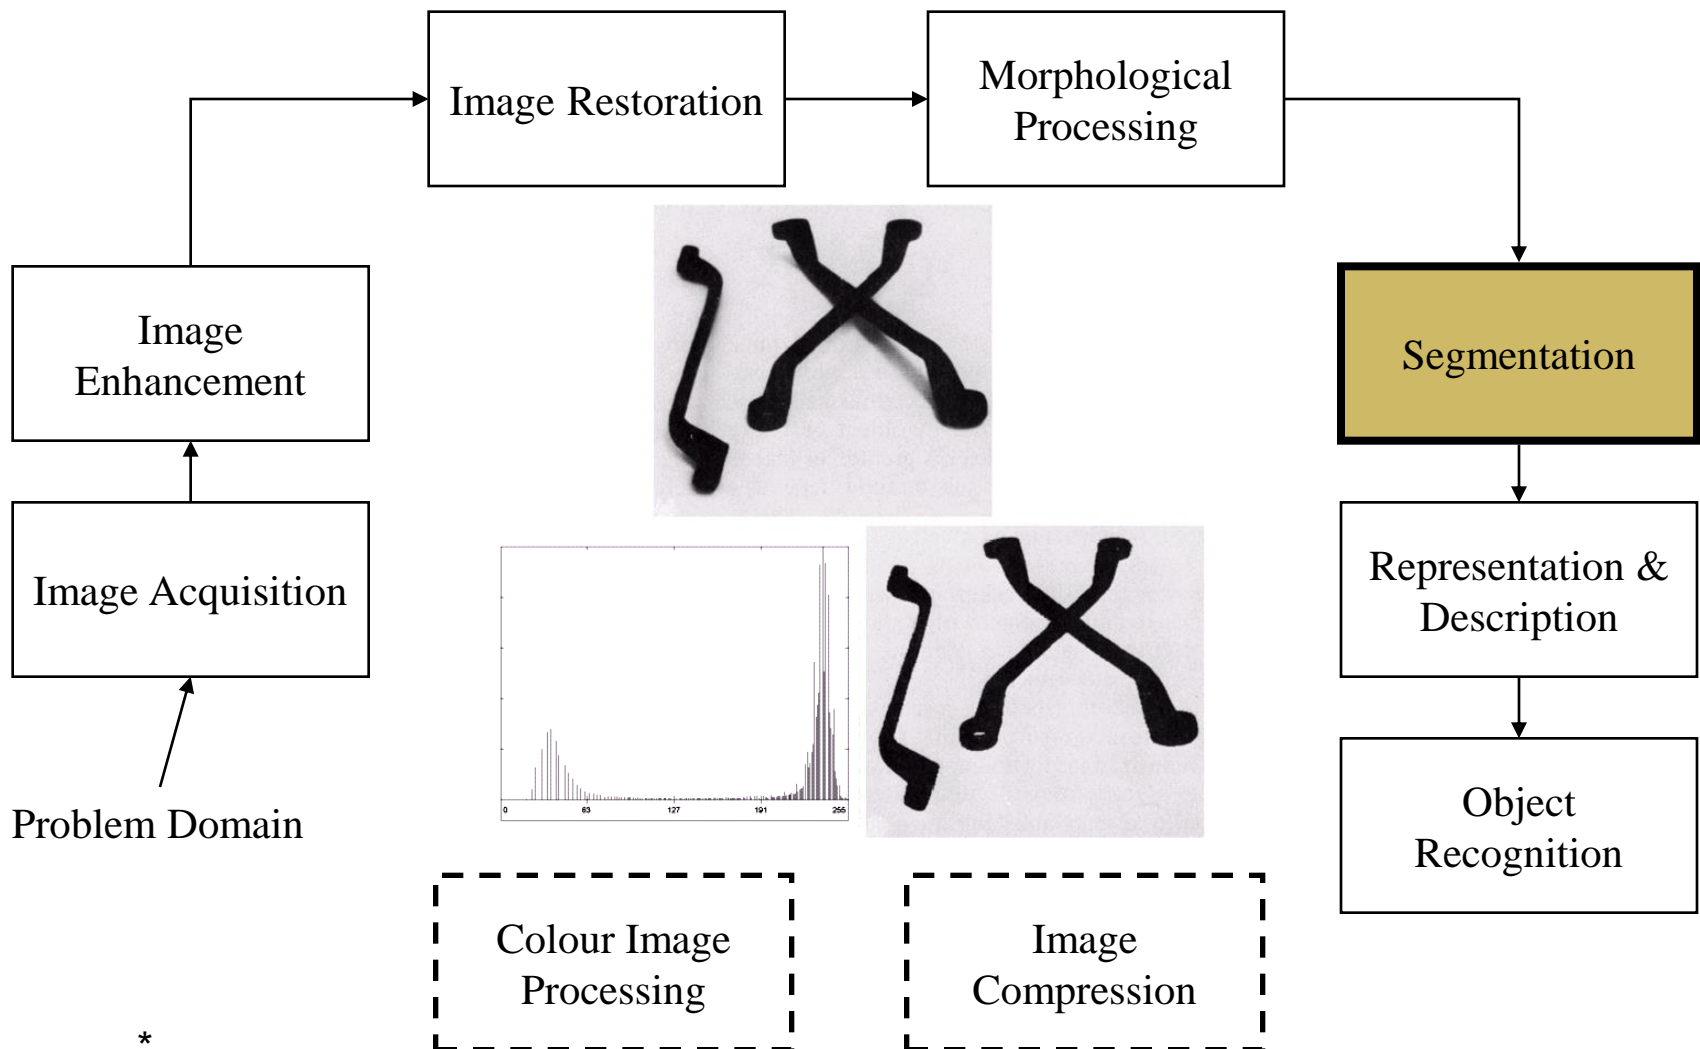 Image Restoration
Morphological
Processing
Image
Enhancement
Segmentation
Image Acquisition
Representation &
Description
Problem Domain
Object
Recognition
0 63 127 191 255
Colour Image
Processing
Image
Compression
*